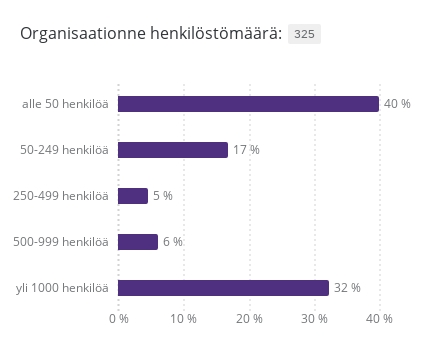 Organisaationne henkilöstömäärä: 325
alle 50 henkilöä 40 %
50-249 henkilöä 17 %
250-499 henkilöä 5 %
500-999 henkilöä 6 %
yli 1000 henkilöä 32 %
0 % 10 % 20 % 30 % 40 %